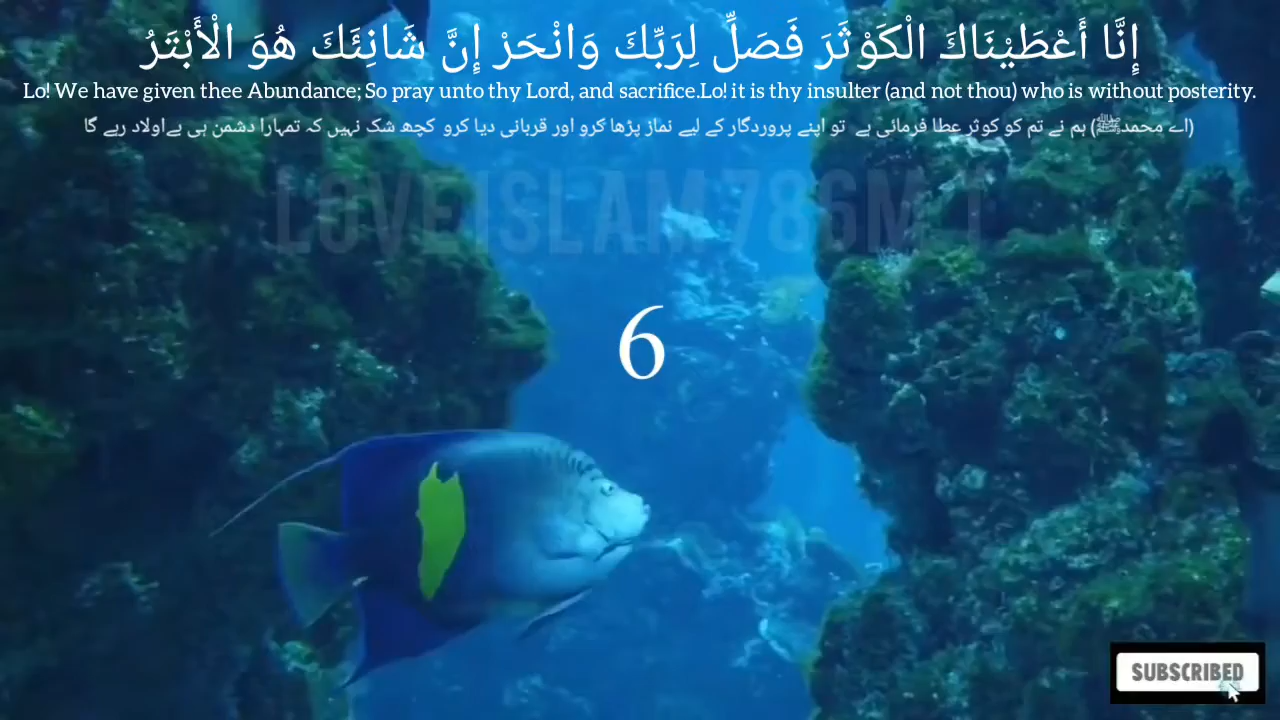 إِنَّا أَعْطَيْنَاكَ الْكَوْثَرَ فَصَلِّ لِرَبِّكَ وَانْحَرْ إِنَّ شَانِئَكَ هُوَ الْأَبْتَرُ
Lo! We have given thee Abundance; So pray unto thy Lord, and sacrifice.Lo! it is thy insulter (and not thou) who is without posterity.
(اے محمدﷺ) ہم نے تم کو کوثر عطا فرمائی ہے تو اپنے پروردگار کے لیے نماز پڑھا کرو اور قربانی دیا کرو کچھ شک نہیں کہ تمہارا دشمن ہی بےاولاد رہے گا
LOVEISLAM786M 1
6
SUBSCRIBED